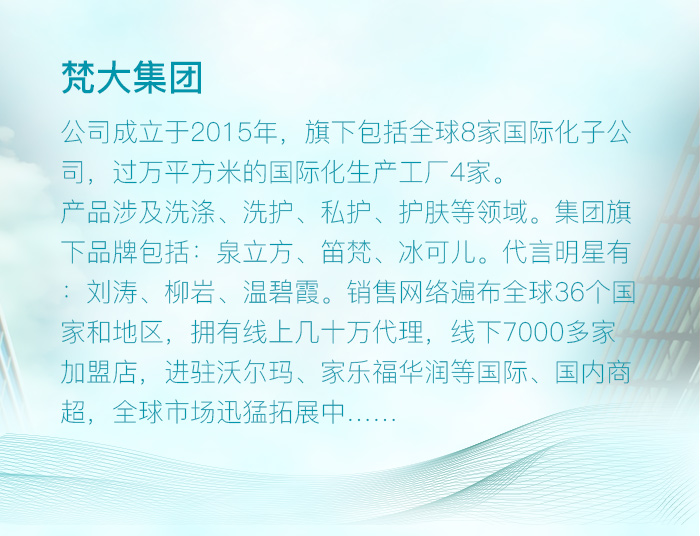 梵大集团
公司成立于2015年，旗下包括全球8家国际化子公
司，过万平方米的国际化生产工厂4家。
产品涉及洗涤、洗护、私护、护肤等领域。集团旗
下品牌包括：泉立方、笛梵、冰可儿。代言明星有
：刘涛、柳岩、温碧霞。销售网络遍布全球36个国
家和地区，拥有线上几十万代理，线下7000多家
加盟店，进驻沃尔玛、家乐福华润等国际、国内商
超，全球市场迅猛拓展中......